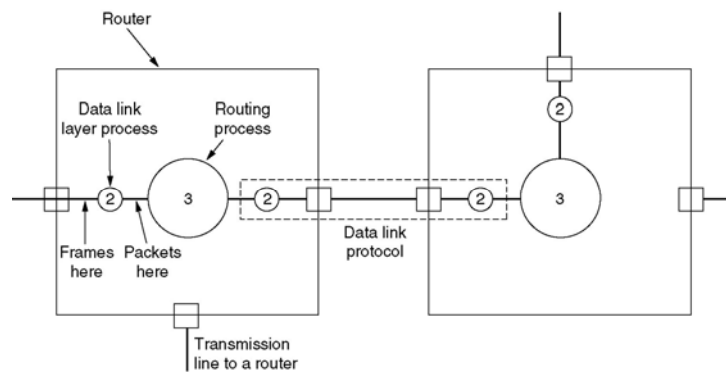 Router
Data link
layer process
Routing
process
2
2
3
2
2
3
Frames
here
Packets
here
Data link
protocol
Transmission
line to a router